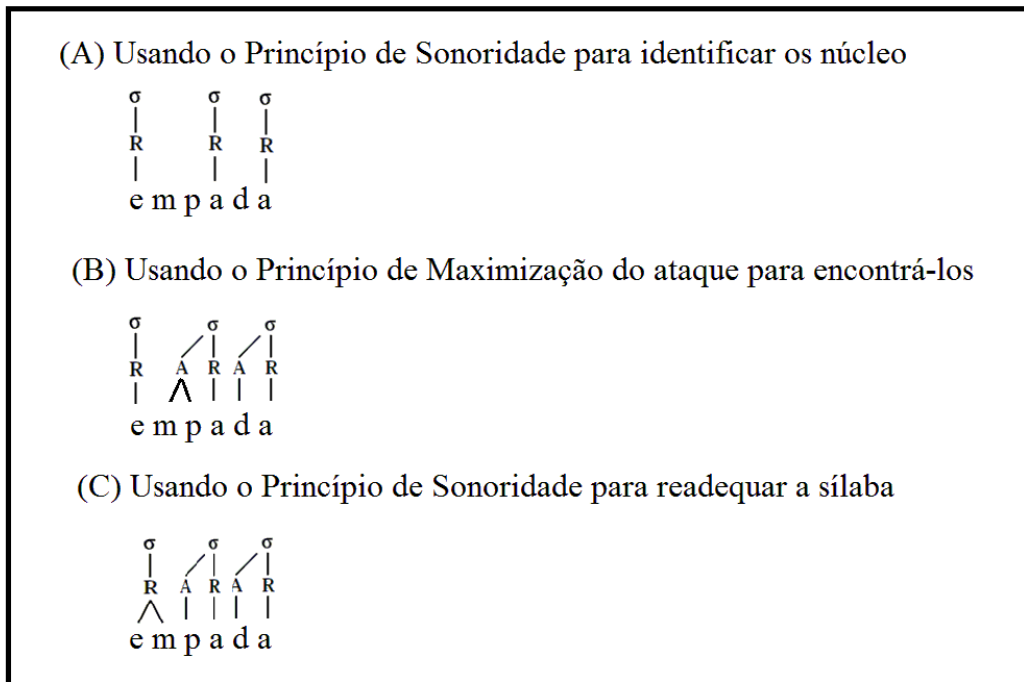 (A) Usando o Princípio de Sonoridade para identificar os núcleo
σ σ σ
R R R
e m p a d a
(B) Usando o Princípio de Maximização do ataque para encontrá-los
σ σ σ
R A R A R
e m p a d a
(C) Usando o Princípio de Sonoridade para readequar a sílaba
σ σ σ
R A R A R
e m p a d a